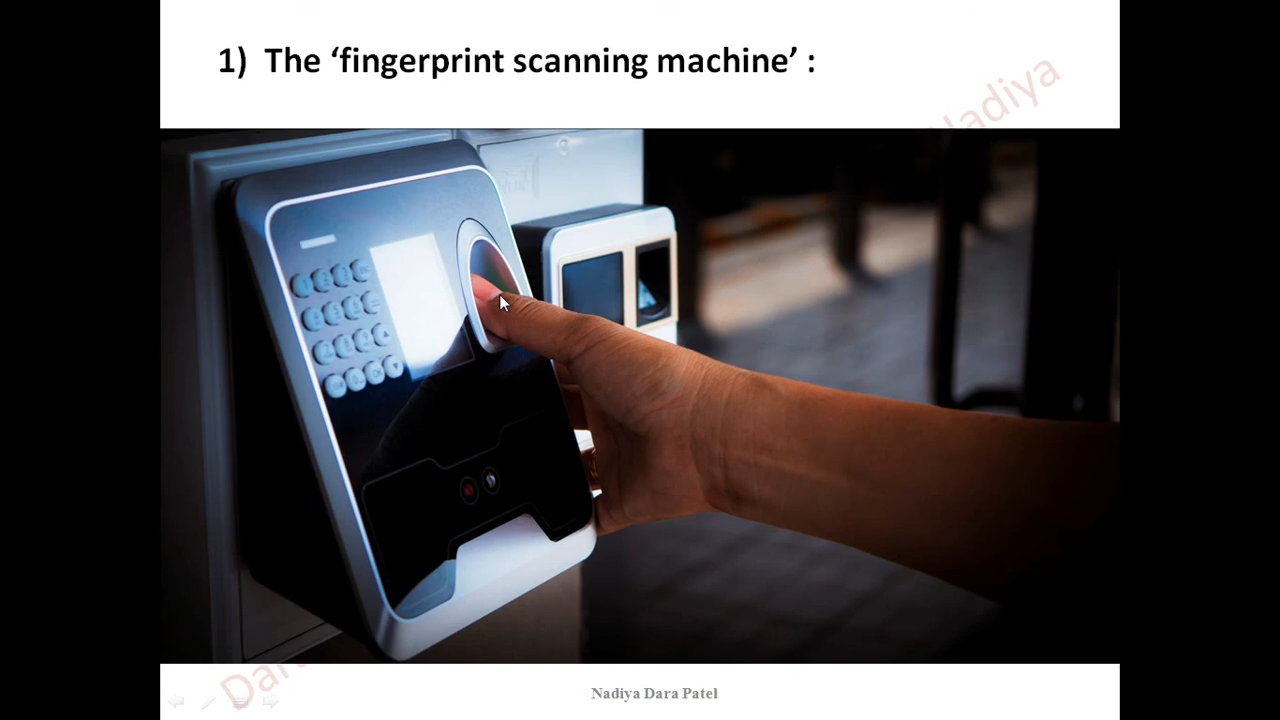 1) The ‘fingerprint scanning machine’ :
Nadiya
Nadiya Dara Patel